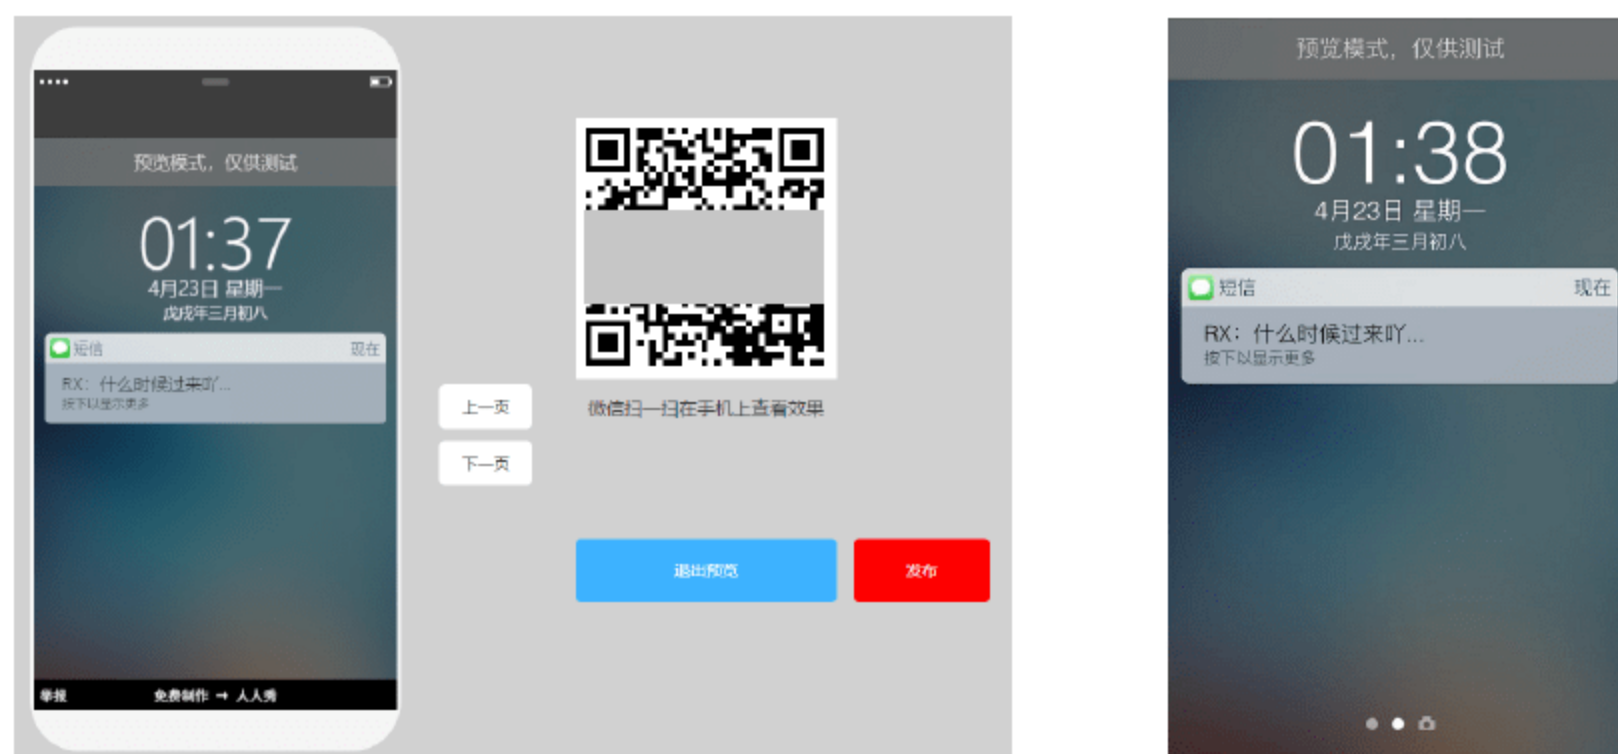 预览模式，仅供测试
01:37
4月23日 星期一
戊戌年三月初八
短信 现在
RX：什么时候过来吖...
按下以显示更多
举报 免费制作 → 人人秀
上一页
下一页
微信扫一扫在手机上查看效果
退出预览 发布
预览模式，仅供测试
01:38
4月23日 星期一
戊戌年三月初八
短信 现在
RX：什么时候过来吖...
按下以显示更多